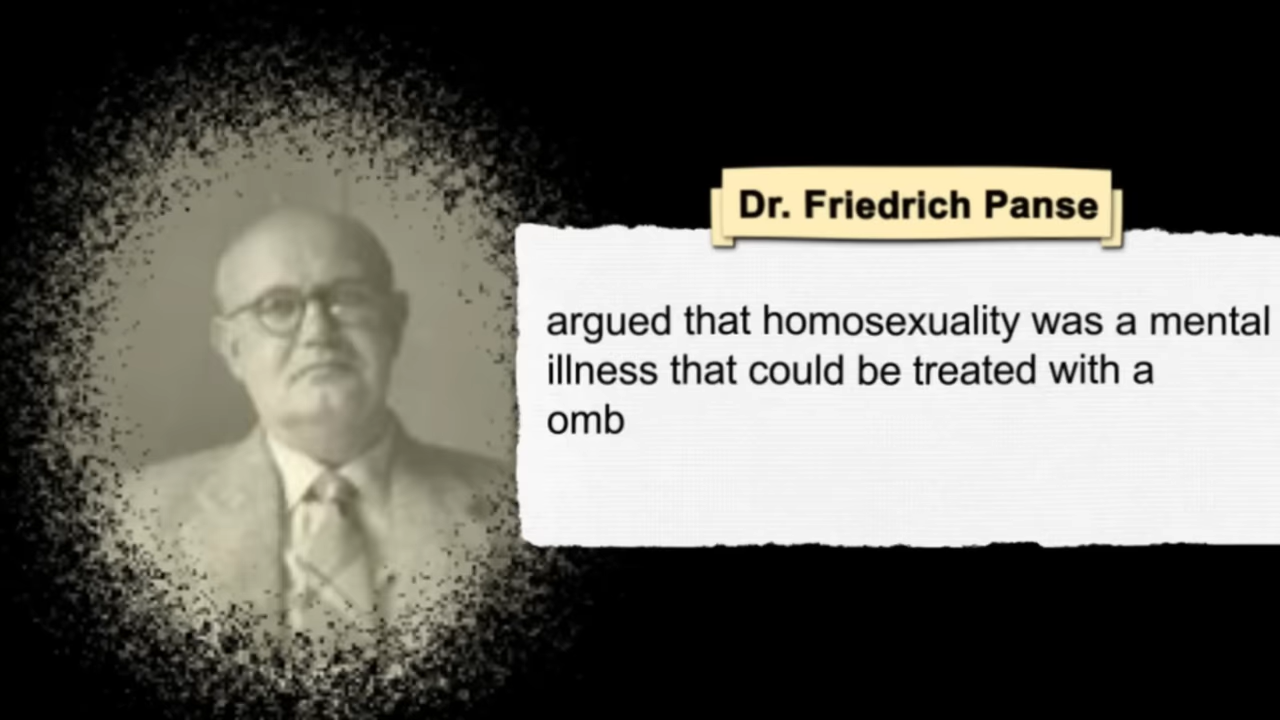 Dr. Friedrich Panse
argued that homosexuality was a mental
illness that could be treated with a
omb